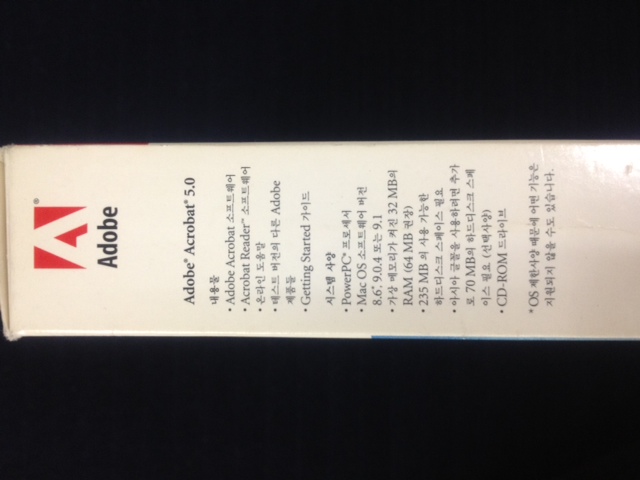 Adobe
Adobe® Acrobat® 5.0
내용물
• Adobe Acrobat 소프트웨어
• Acrobat Reader™ 소프트웨어
• 온라인 도움말
• 테스트 버전의 다른 Adobe
제품들
• Getting Started 가이드
시스템 사양
• PowerPC® 프로세서
• Mac OS 소프트웨어 버전
8.6*, 9.0.4 또는 9.1
• 가상 메모리가 켜진 32 MB의
RAM (64 MB 권장)
• 235 MB의 사용 가능한
하드디스크 스페이스 필요
• 아시아 글꼴을 사용하려면 추가
로 70 MB의 하드디스크 스페
이스 필요 (선택사양)
• CD-ROM 드라이브
* OS 제한사양 때문에 어떤 기능은
지원되지 않을 수도 있습니다.